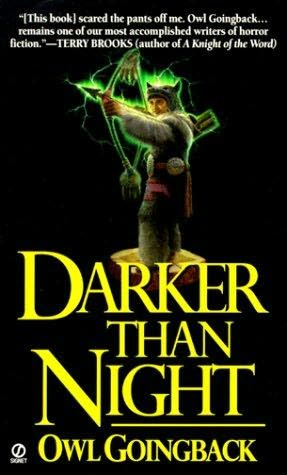 "[This book] scared the pants off me. Owl Goingback…
remains one of our most accomplished writers of horror
fiction."—TERRY BROOKS (author of A Knight of the Word)
DARKER
THAN
NIGHT
OWL GOINGBACK
SIGNET